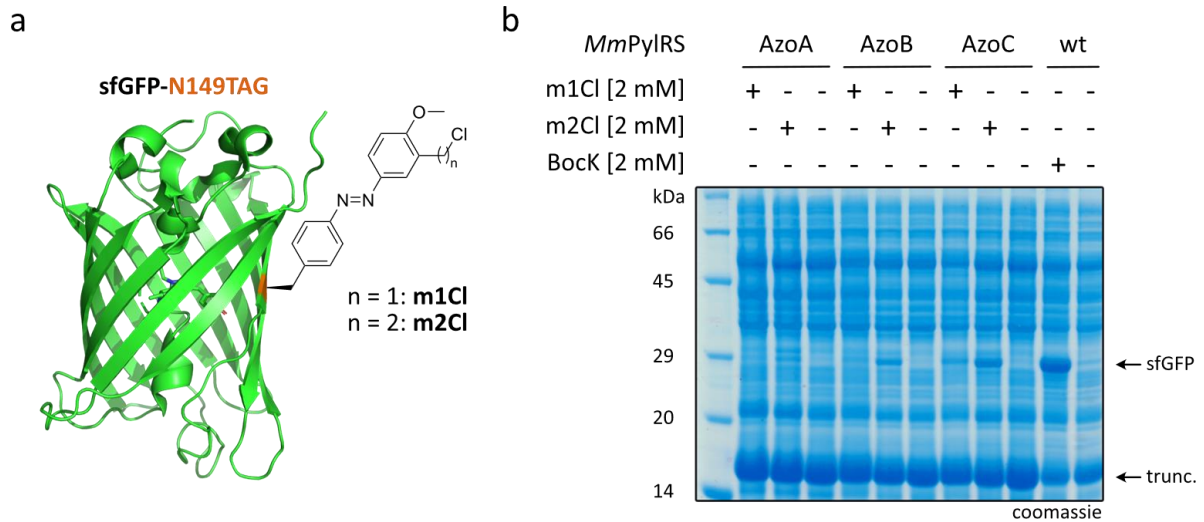 a
sfGFP-N149TAG
O
Cl
n
N=N
n = 1: m1Cl
n = 2: m2Cl
b
MmPylRS AzoA AzoB AzoC wt
m1Cl [2 mM] + - - + - - + - - - -
m2Cl [2 mM] - + - - + - - + - - -
BocK [2 mM] - - - - - - - - - + -
kDa
66
45
29
20
14
sfGFP
trunc.
coomassie